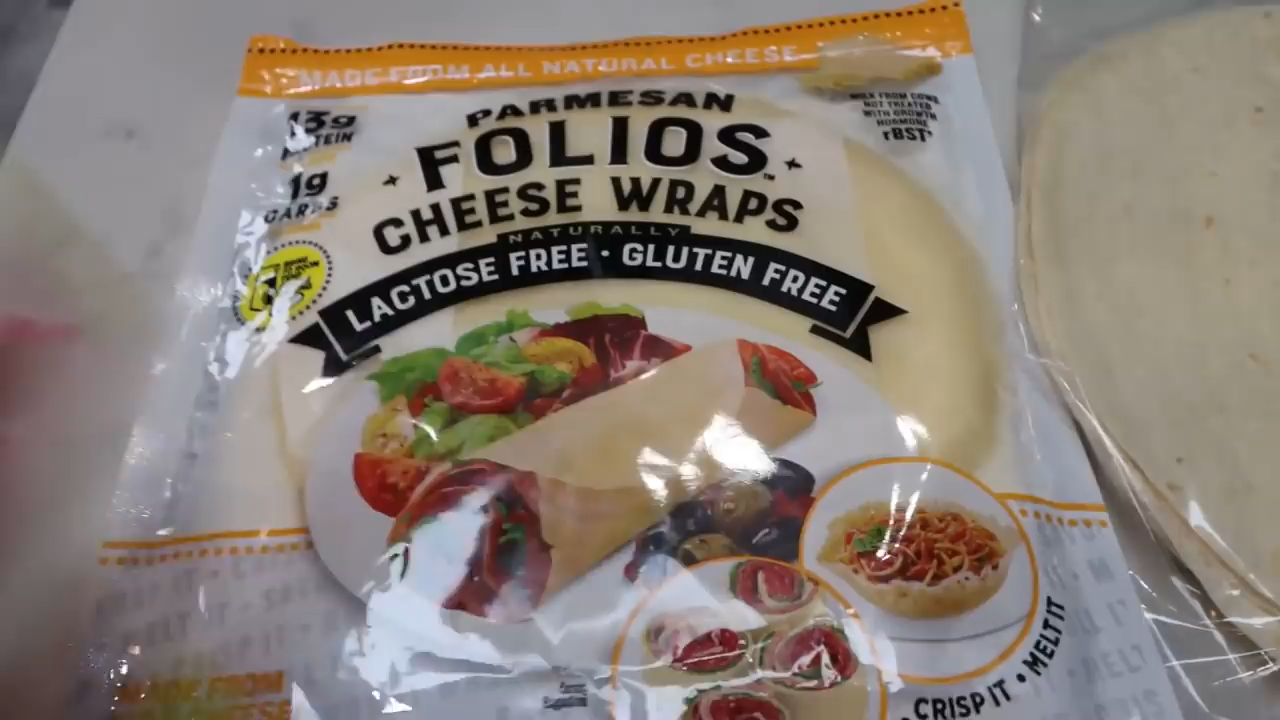 MADE FROM ALL NATURAL CHEESE
13g
PROTEIN
1g
CARBS
PARMESAN
FOLIOS™
CHEESE WRAPS
NATURALLY
LACTOSE FREE · GLUTEN FREE
MILK FROM COWS
NOT TREATED
WITH GROWTH
HORMONE
rBST*
CRISP IT • MELT IT